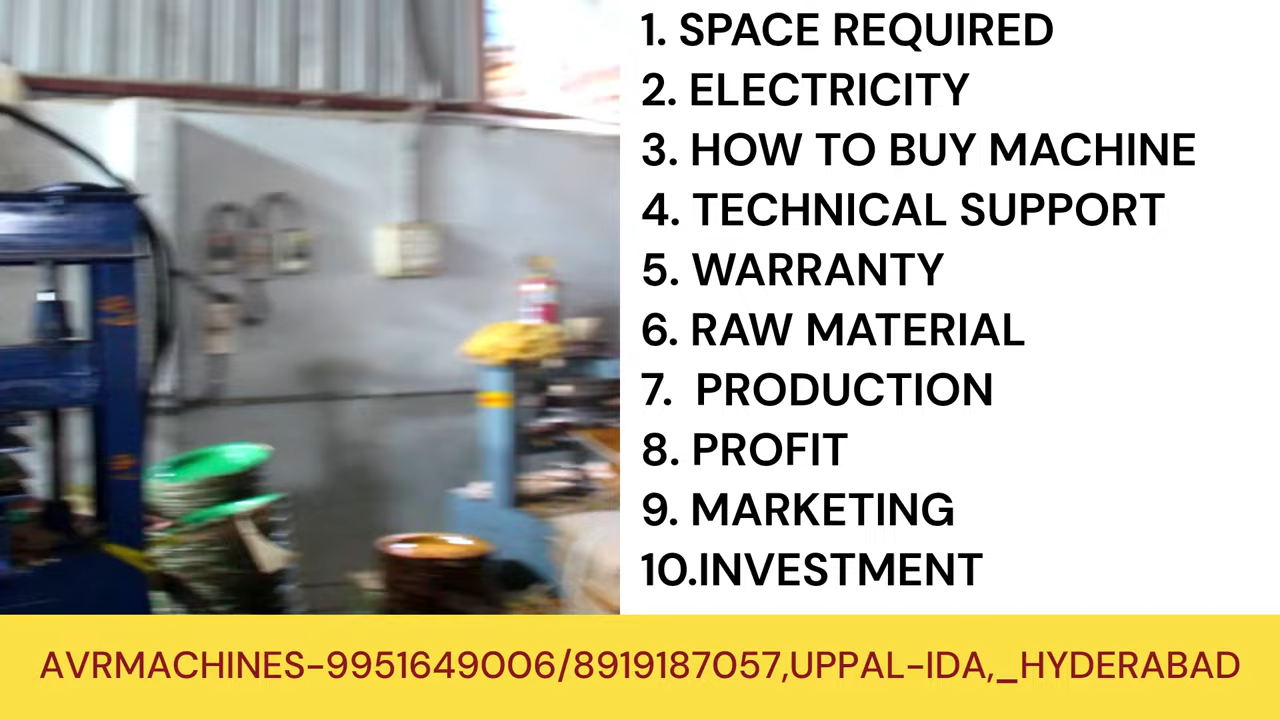 1. SPACE REQUIRED
2. ELECTRICITY
3. HOW TO BUY MACHINE
4. TECHNICAL SUPPORT
5. WARRANTY
6. RAW MATERIAL
7.  PRODUCTION
8. PROFIT
9. MARKETING
10.INVESTMENT
AVRMACHINES-9951649006/8919187057,UPPAL-IDA,_HYDERABAD